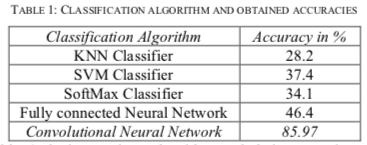 TABLE 1: CLASSIFICATION ALGORITHM AND OBTAINED ACCURACIES
Classification Algorithm Accuracy in %
KNN Classifier 28.2
SVM Classifier 37.4
SoftMax Classifier 34.1
Fully connected Neural Network 46.4
Convolutional Neural Network 85.97